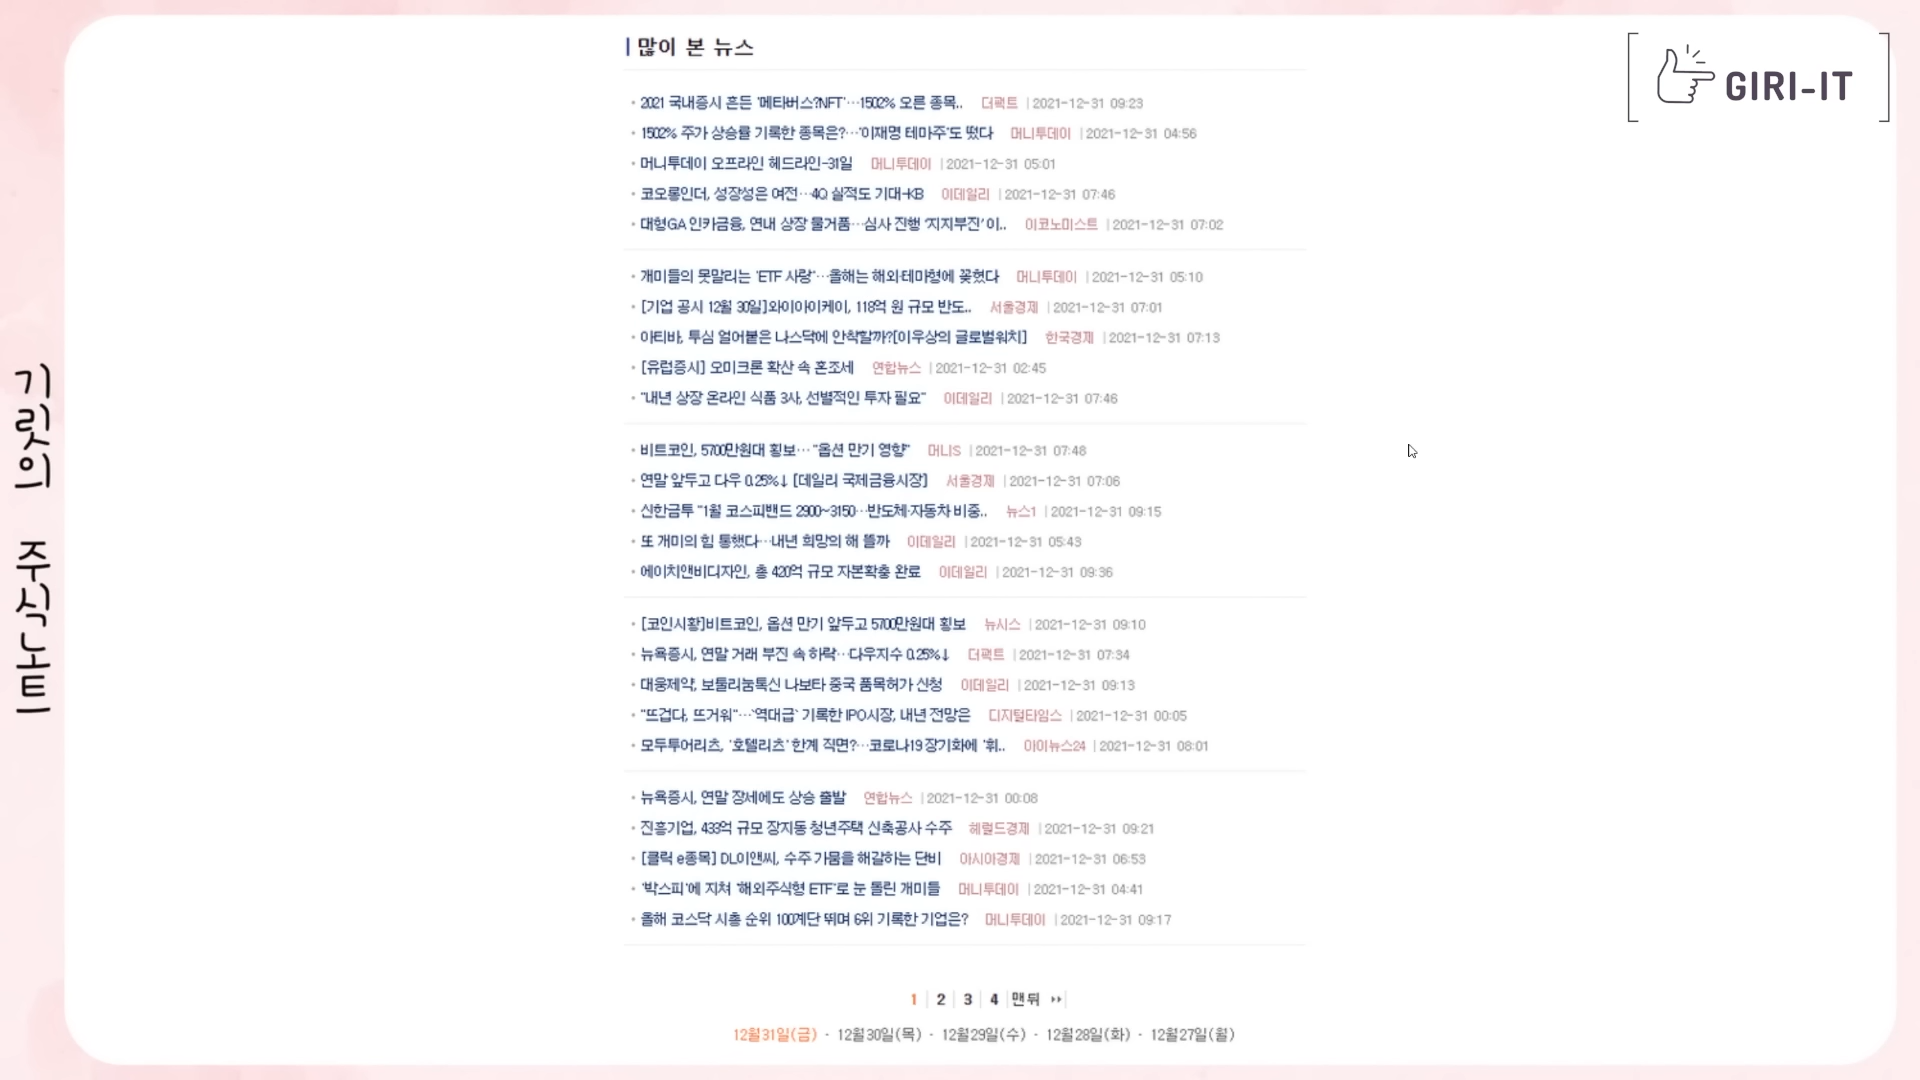 많이 본 뉴스
GIRI-IT
2021 국내증시 흔든 '메타버스?NFT'…1502% 오른 종목.. 더팩트 | 2021-12-31 09:23
1502% 주가 상승률 기록한 종목은?…'이재명 테마주'도 떴다 머니투데이 | 2021-12-31 04:56
머니투데이 오프라인 헤드라인-31일 머니투데이 | 2021-12-31 05:01
코오롱인더, 성장성은 여전…4Q 실적도 기대-KB 이데일리 | 2021-12-31 07:46
대형GA 인카금융, 연내 상장 물거품…심사 진행 '지지부진' 이.. 이코노미스트 | 2021-12-31 07:02
개미들의 못말리는 'ETF 사랑'…올해는 해외·테마형에 꽂혔다 머니투데이 | 2021-12-31 05:10
[기업 공시 12월 30일]와이아이케이, 118억 원 규모 반도.. 서울경제 | 2021-12-31 07:01
아티바, 투심 얼어붙은 나스닥에 안착할까?[이우상의 글로벌워치] 한국경제 | 2021-12-31 07:13
[유럽증시] 오미크론 확산 속 혼조세 연합뉴스 | 2021-12-31 02:45
"내년 상장 온라인 식품 3사, 선별적인 투자 필요" 이데일리 | 2021-12-31 07:46
비트코인, 5700만원대 횡보… "옵션 만기 영향" 머니S | 2021-12-31 07:48
연말 앞두고 다우 0.25%↓ [데일리 국제금융시장] 서울경제 | 2021-12-31 07:06
신한금투 "1월 코스피밴드 2900~3150…반도체·자동차 비중.. 뉴스1 | 2021-12-31 09:15
또 개미의 힘 통했다…내년 희망의 해 뜰까 이데일리 | 2021-12-31 05:43
에이치앤비디자인, 총 420억 규모 자본확충 완료 이데일리 | 2021-12-31 09:36
[코인시황]비트코인, 옵션 만기 앞두고 5700만원대 횡보 뉴시스 | 2021-12-31 09:10
뉴욕증시, 연말 거래 부진 속 하락…다우지수 0.25%↓ 더팩트 | 2021-12-31 07:34
대웅제약, 보툴리눔톡신 나보타 중국 품목허가 신청 이데일리 | 2021-12-31 09:13
"뜨겁다, 뜨거워"…`역대급` 기록한 IPO시장, 내년 전망은 디지털타임스 | 2021-12-31 00:05
모두투어리츠, '호텔리츠' 한계 직면?…코로나19 장기화에 '휘.. 아이뉴스24 | 2021-12-31 08:01
뉴욕증시, 연말 장세에도 상승 출발 연합뉴스 | 2021-12-31 00:08
진흥기업, 433억 규모 장지동 청년주택 신축공사 수주 헤럴드경제 | 2021-12-31 09:21
[클릭 e종목] DL이앤씨, 수주 가뭄을 해갈하는 단비 아시아경제 | 2021-12-31 06:53
'박스피'에 지쳐 '해외주식형 ETF'로 눈 돌린 개미들 머니투데이 | 2021-12-31 04:41
올해 코스닥 시총 순위 100계단 뛰며 6위 기록한 기업은? 머니투데이 | 2021-12-31 09:17
1 2 3 4 맨뒤
12월31일(금) · 12월30일(목) · 12월29일(수) · 12월28일(화) · 12월27일(월)
기릿의 주식노트